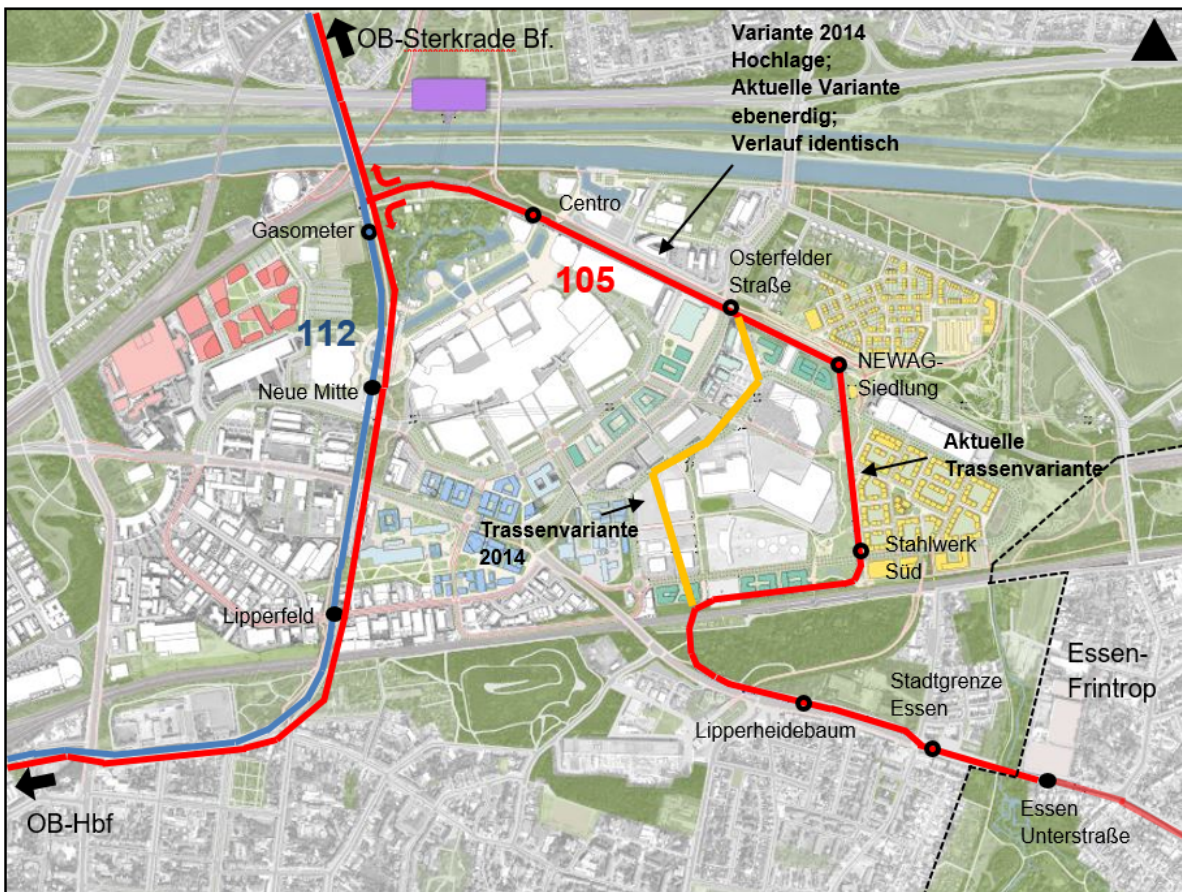 OB-Sterkrade Bf.
Variante 2014
Hochlage;
Aktuelle Variante
ebenerdig;
Verlauf identisch
Centro
Gasometer
105
Osterfelder
Straße
112
NEWAG-
Siedlung
Neue Mitte
Aktuelle
Trassenvariante
Trassenvariante
2014
Stahlwerk
Süd
Lipperfeld
Essen-
Frintrop
Stadtgrenze
Essen
Lipperheidebaum
OB-Hbf
Essen
Unterstraße